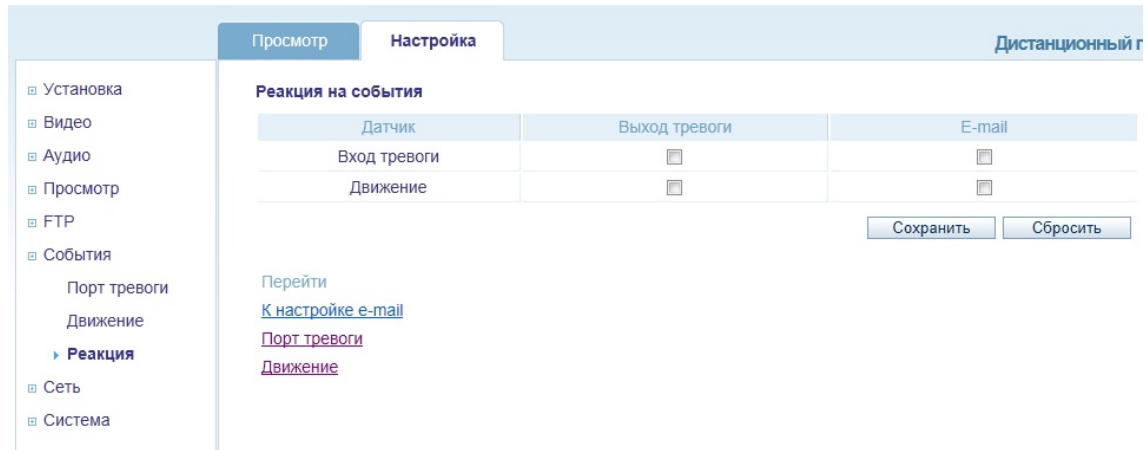 Просмотр Настройка
Дистанционный
Установка
Видео
Аудио
Просмотр
FTP
События
Порт тревоги
Движение
Реакция
Сеть
Система
Реакция на события
Датчик Выход тревоги E-mail
Вход тревоги
Движение
Сохранить Сбросить
Перейти
К настройке e-mail
Порт тревоги
Движение